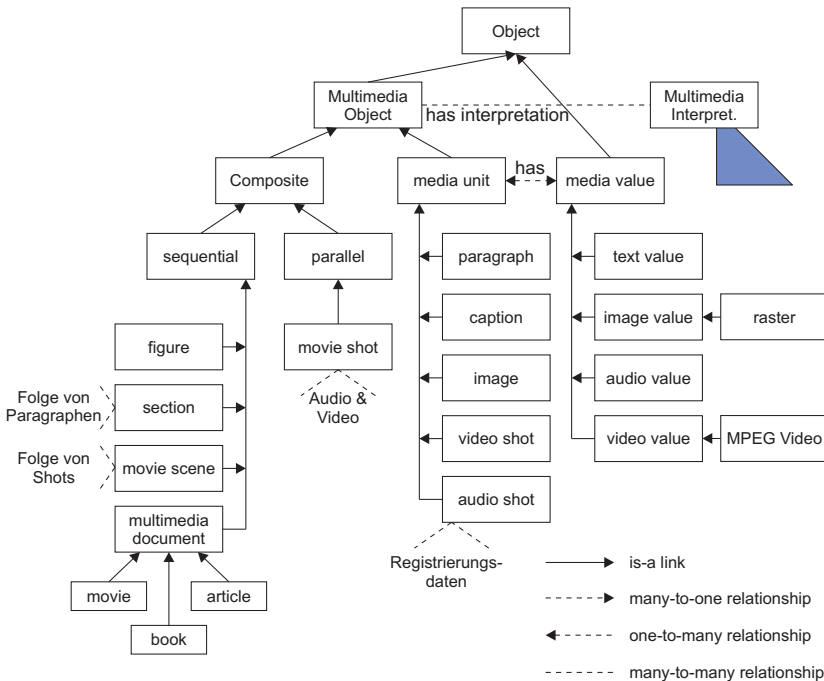 Object
Multimedia
Object
has interpretation
Multimedia
Interpret.
Composite
media unit
has
media value
sequential
parallel
paragraph
text value
figure
movie shot
caption
image value
raster
Folge von
Paragraphen
section
Audio &
Video
image
audio value
Folge von
Shots
movie scene
video shot
video value
MPEG Video
multimedia
document
audio shot
movie
article
book
Registrierungs-
daten
is-a link
many-to-one relationship
one-to-many relationship
many-to-many relationship